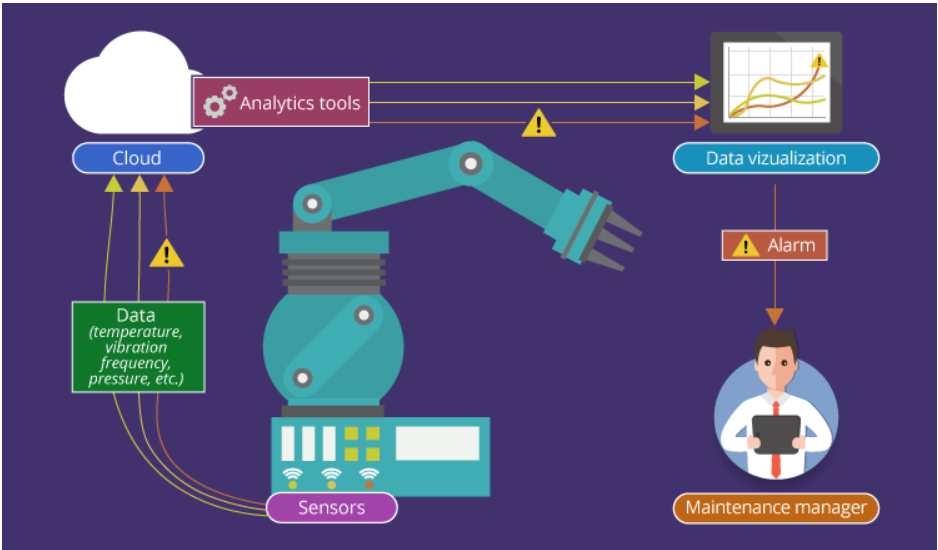 Analytics tools
Cloud
Data vizualization
Alarm
Data
(temperature,
vibration
frequency,
pressure, etc.)
Sensors
Maintenance manager